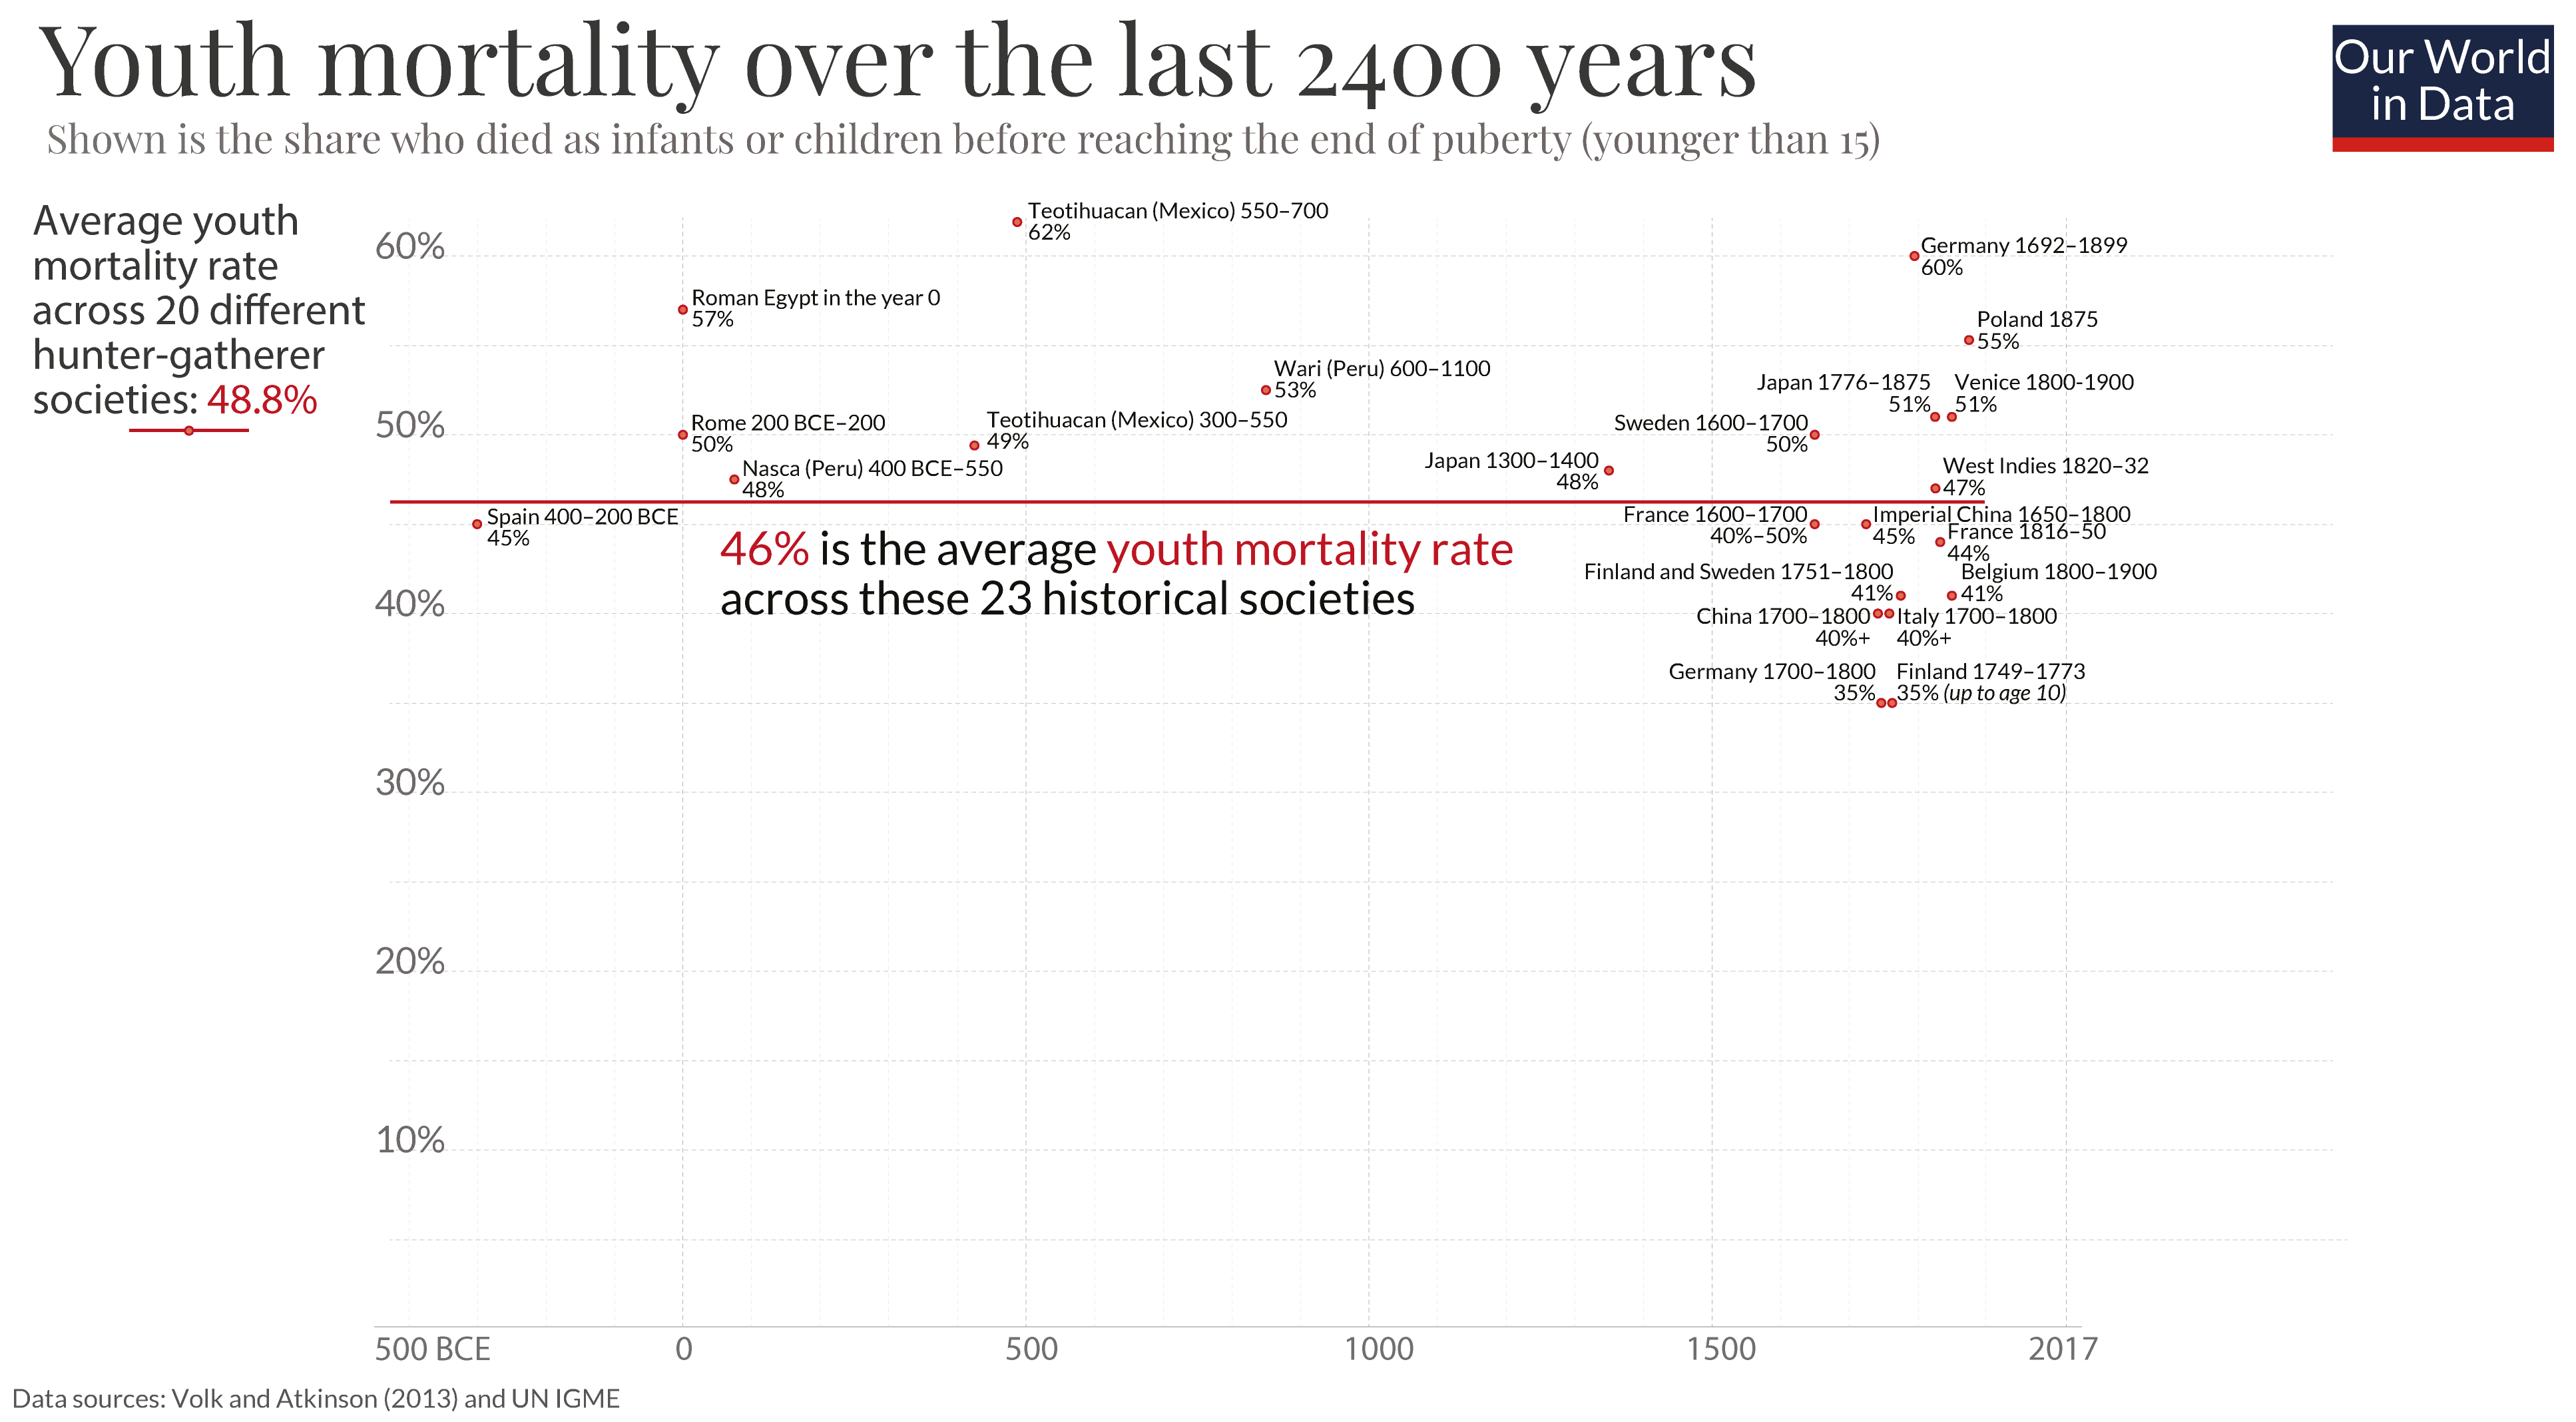 Youth mortality over the last 2400 years
Shown is the share who died as infants or children before reaching the end of puberty (younger than 15)
Our World
in Data
Average youth
mortality rate
across 20 different
hunter-gatherer
societies: 48.8%
60%
50%
40%
30%
20%
10%
Teotihuacan (Mexico) 550–700
62%
Germany 1692–1899
60%
Roman Egypt in the year 0
57%
Poland 1875
55%
Wari (Peru) 600–1100
53%
Japan 1776–1875
51%
Venice 1800-1900
51%
Rome 200 BCE–200
50%
Teotihuacan (Mexico) 300–550
49%
Sweden 1600–1700
50%
Nasca (Peru) 400 BCE–550
48%
Japan 1300–1400
48%
West Indies 1820–32
47%
Spain 400–200 BCE
45%
46% is the average youth mortality rate
across these 23 historical societies
France 1600–1700
40%–50%
Imperial China 1650–1800
45%
France 1816–50
44%
Finland and Sweden 1751–1800
41%
Belgium 1800–1900
41%
China 1700–1800
40%+
Italy 1700–1800
40%+
Germany 1700–1800
35%
Finland 1749–1773
35% (up to age 10)
500 BCE
0
500
1000
1500
2017
Data sources: Volk and Atkinson (2013) and UN IGME